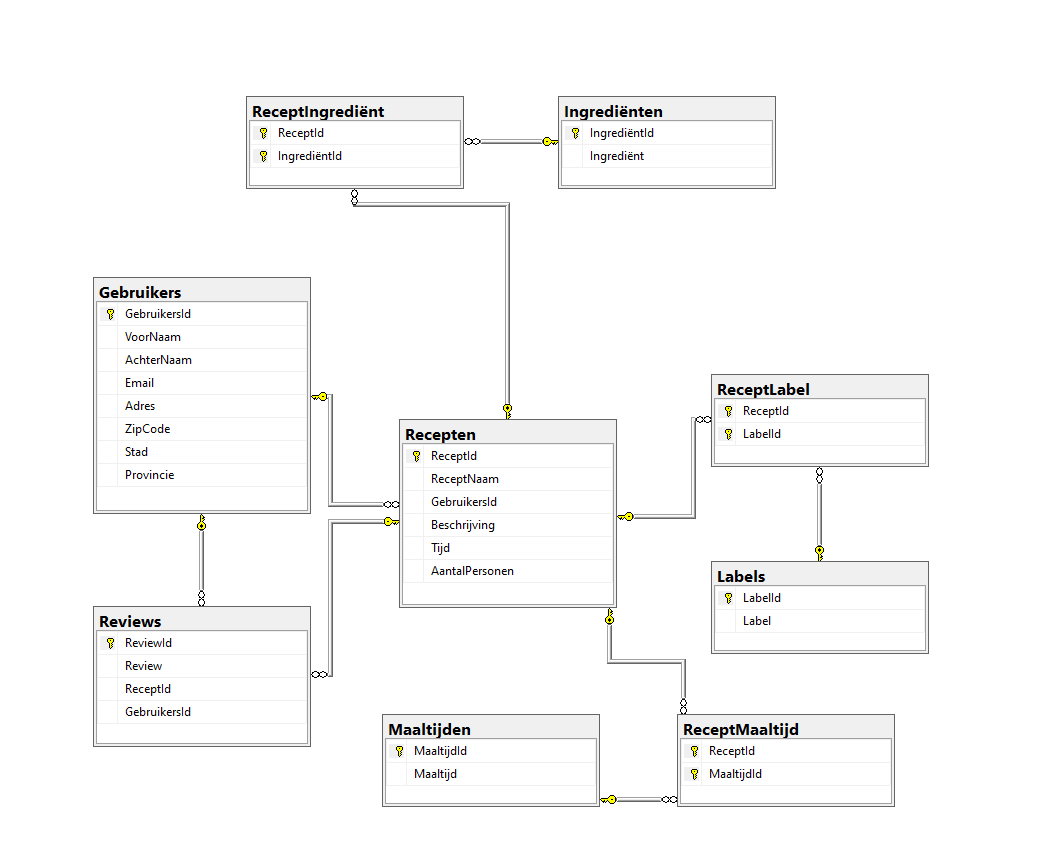 ReceptIngrediënt
ReceptId
IngrediëntId
Ingrediënten
IngrediëntId
Ingrediënt
Gebruikers
GebruikersId
VoorNaam
AchterNaam
Email
Adres
ZipCode
Stad
Provincie
Recepten
ReceptId
ReceptNaam
GebruikersId
Beschrijving
Tijd
AantalPersonen
ReceptLabel
ReceptId
LabelId
Labels
LabelId
Label
Reviews
ReviewId
Review
ReceptId
GebruikersId
Maaltijden
MaaltijdId
Maaltijd
ReceptMaaltijd
ReceptId
MaaltijdId